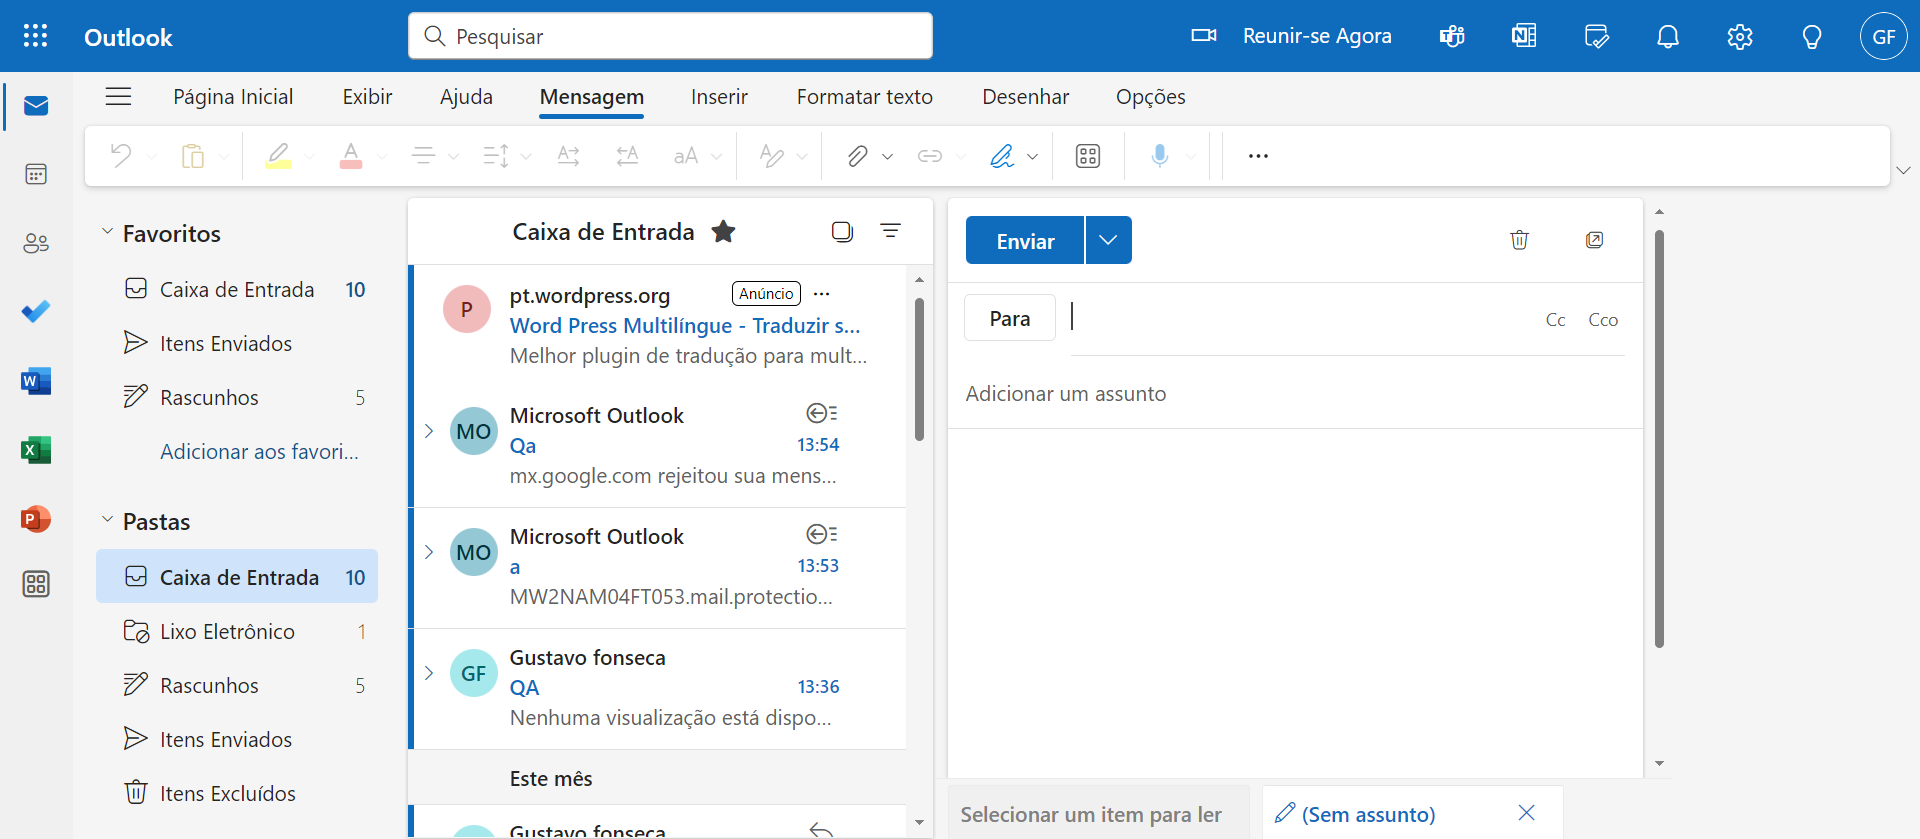 Outlook
Pesquisar
Reunir-se Agora
GF
Página Inicial
Exibir
Ajuda
Mensagem
Inserir
Formatar texto
Desenhar
Opções
Favoritos
Caixa de Entrada 10
Itens Enviados
Rascunhos 5
Adicionar aos favori...
Pastas
Caixa de Entrada 10
Lixo Eletrônico 1
Rascunhos 5
Itens Enviados
Itens Excluídos
Caixa de Entrada
P
pt.wordpress.org
Anúncio
Word Press Multilíngue - Traduzir s...
Melhor plugin de tradução para mult...
MO
Microsoft Outlook
Qa 13:54
mx.google.com rejeitou sua mens...
MO
Microsoft Outlook
a 13:53
MW2NAM04FT053.mail.protectio...
GF
Gustavo fonseca
QA 13:36
Nenhuma visualização está dispo...
Este mês
Gustavo fonseca
Enviar
Para
Cc
Cco
Adicionar um assunto
Selecionar um item para ler
(Sem assunto)